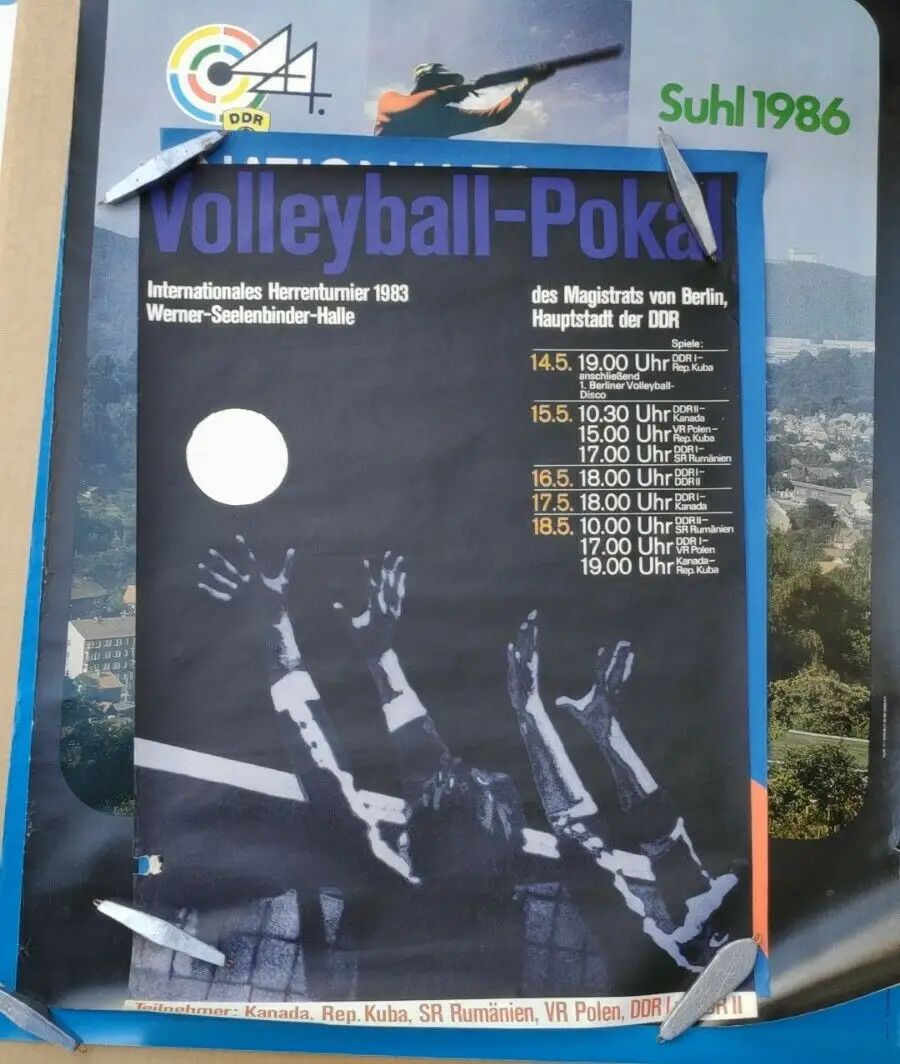 44.
DDR
Suhl 1986
Volleyball-Pokal
Internationales Herrenturnier 1983
Werner-Seelenbinder-Halle
des Magistrats von Berlin,
Hauptstadt der DDR
Spiele:
14.5. 19.00 Uhr DDR I–
Rep. Kuba
anschließend
1. Berliner Volleyball-
Disco
15.5. 10.30 Uhr DDR II–
Kanada
15.00 Uhr VR Polen–
Rep. Kuba
17.00 Uhr DDR I–
SR Rumänien
16.5. 18.00 Uhr DDR I–
DDR II
17.5. 18.00 Uhr DDR I–
Kanada
18.5. 10.00 Uhr DDR II–
SR Rumänien
17.00 Uhr DDR I–
VR Polen
19.00 Uhr Kanada–
Rep. Kuba
Teilnehmer: Kanada, Rep. Kuba, SR Rumänien, VR Polen, DDR I DDR II